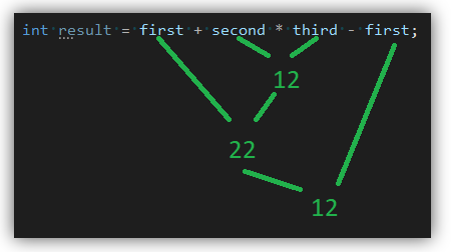 int result = first + second * third - first;
12
22
12